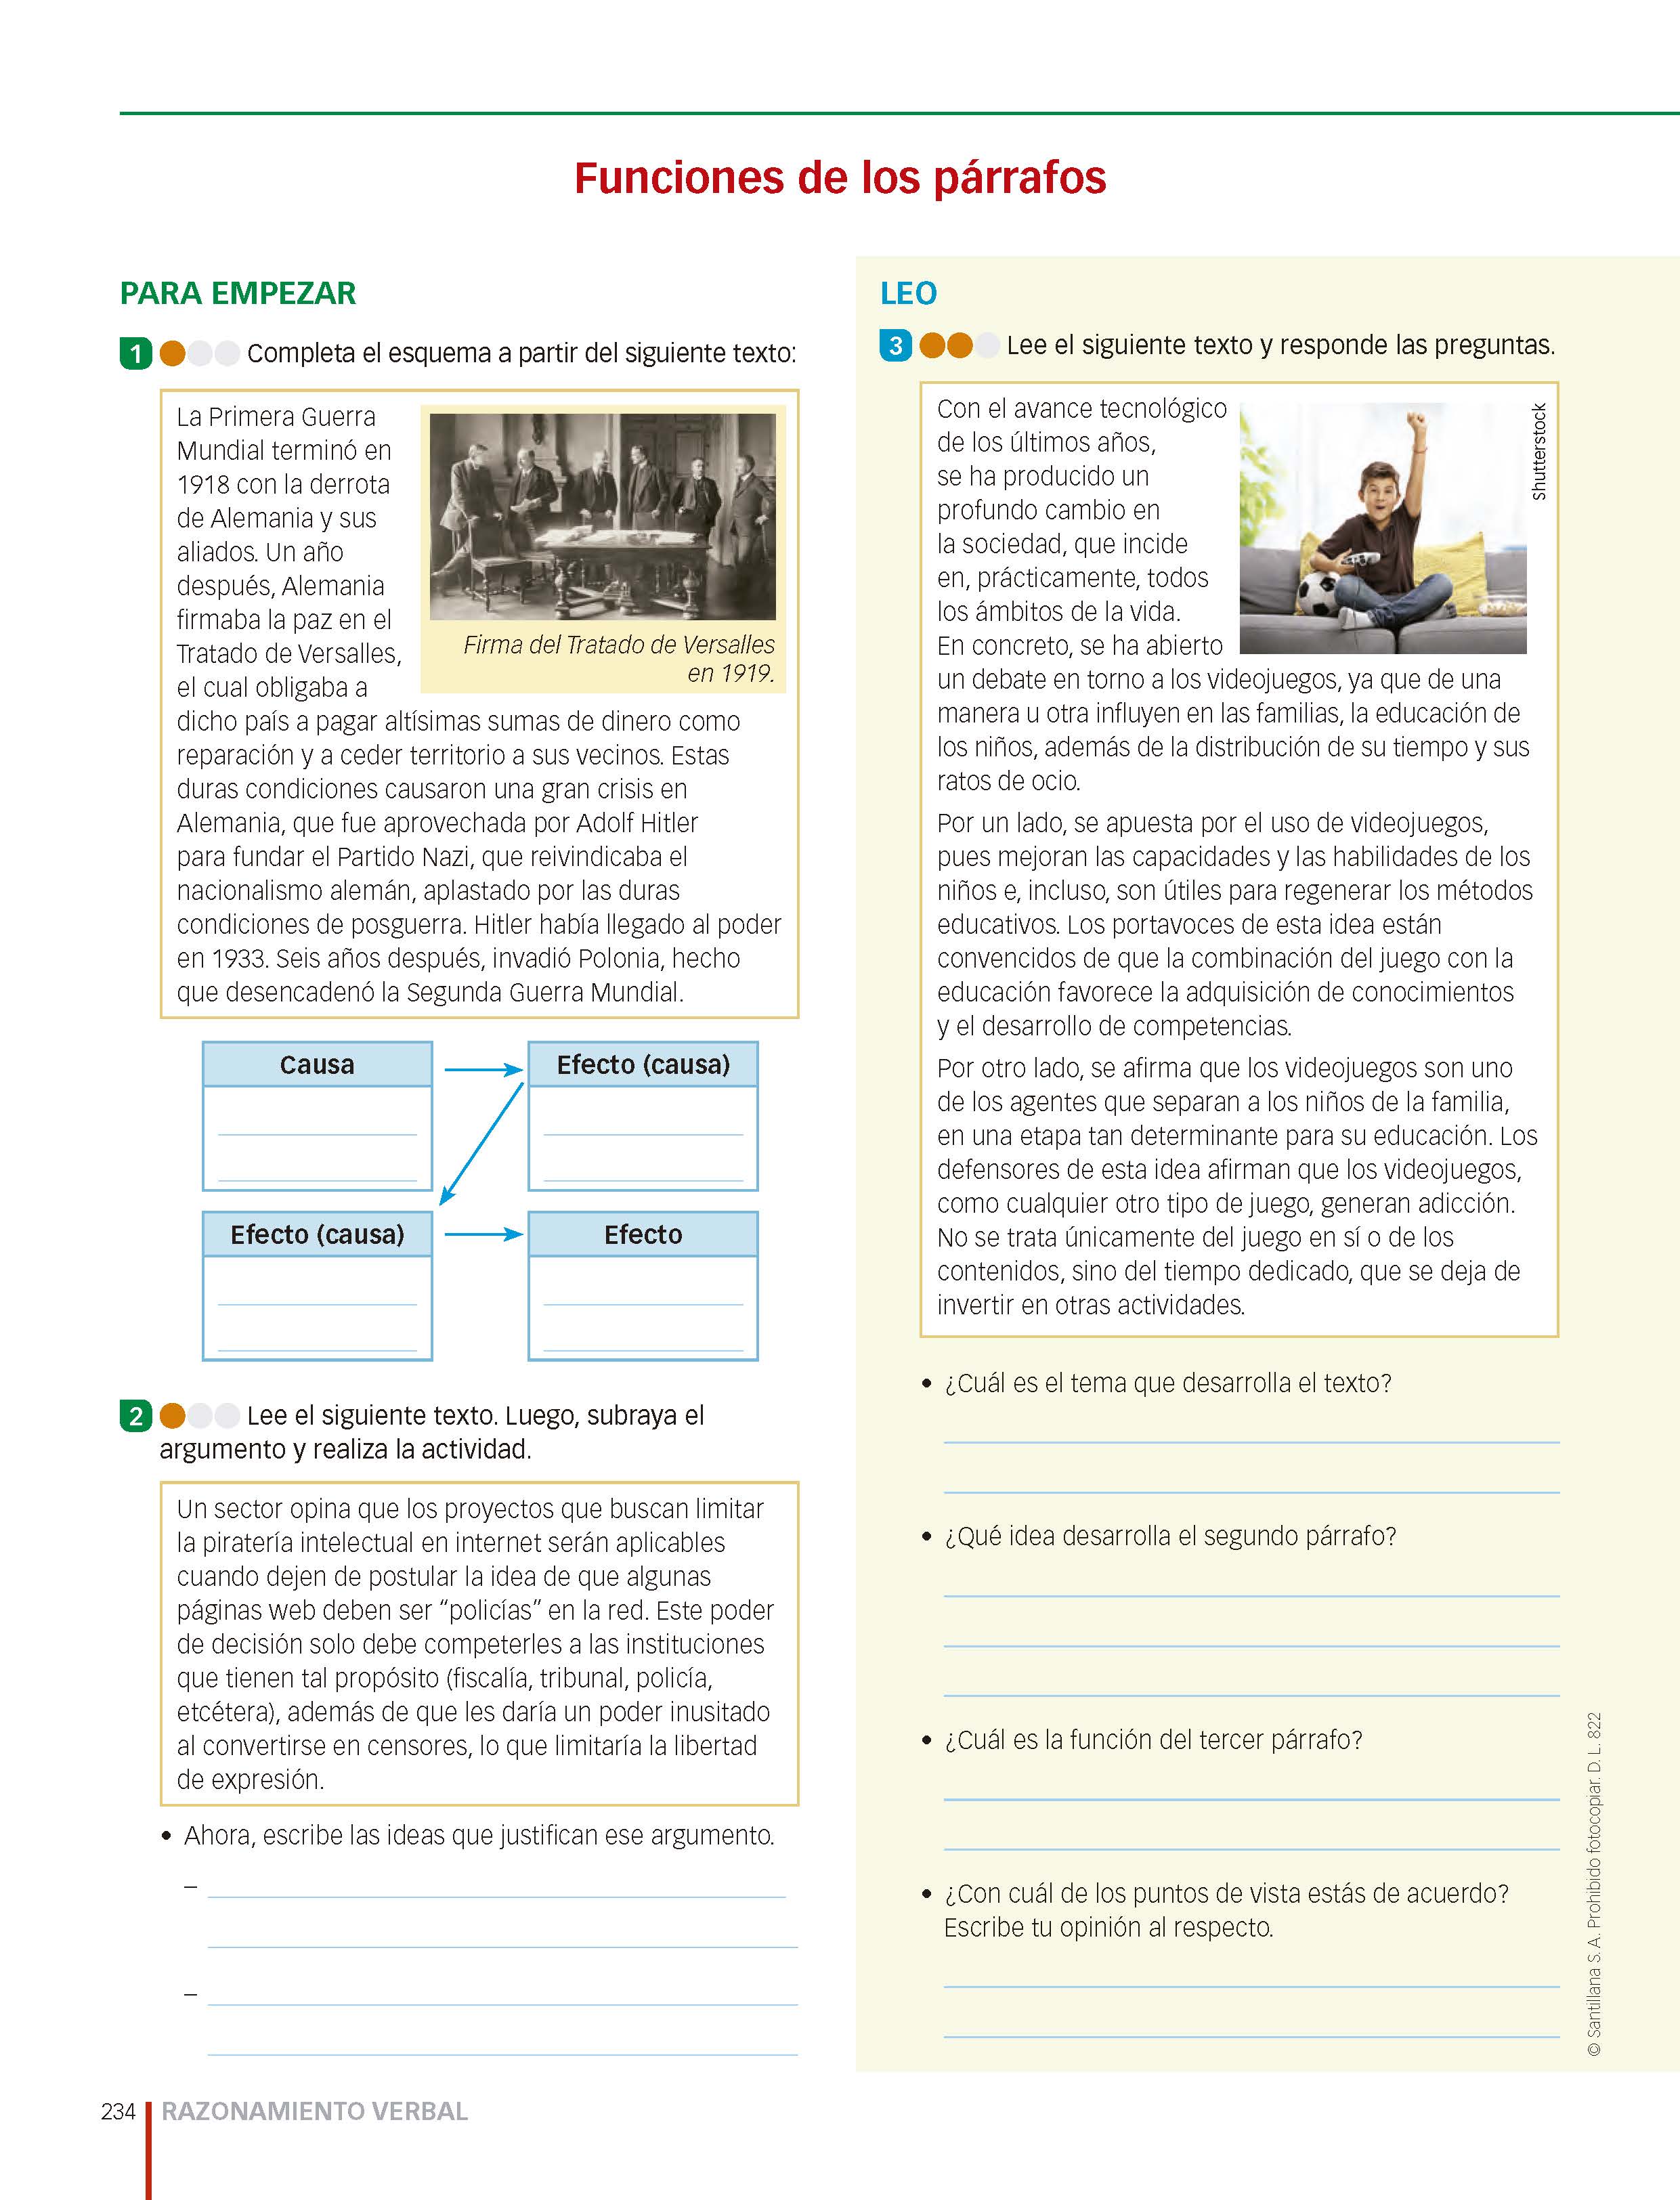 Funciones de los párrafos
PARA EMPEZAR
1 Completa el esquema a partir del siguiente texto:
La Primera Guerra
Mundial terminó en
1918 con la derrota
de Alemania y sus
aliados. Un año
después, Alemania
firmaba la paz en el
Tratado de Versalles,
el cual obligaba a
dicho país a pagar altísimas sumas de dinero como
reparación y a ceder territorio a sus vecinos. Estas
duras condiciones causaron una gran crisis en
Alemania, que fue aprovechada por Adolf Hitler
para fundar el Partido Nazi, que reivindicaba el
nacionalismo alemán, aplastado por las duras
condiciones de posguerra. Hitler había llegado al poder
en 1933. Seis años después, invadió Polonia, hecho
que desencadenó la Segunda Guerra Mundial.
Firma del Tratado de Versalles
en 1919.
Causa
Efecto (causa)
Efecto (causa)
Efecto
2 Lee el siguiente texto. Luego, subraya el
argumento y realiza la actividad.
Un sector opina que los proyectos que buscan limitar
la piratería intelectual en internet serán aplicables
cuando dejen de postular la idea de que algunas
páginas web deben ser “policías” en la red. Este poder
de decisión solo debe competerles a las instituciones
que tienen tal propósito (fiscalía, tribunal, policía,
etcétera), además de que les daría un poder inusitado
al convertirse en censores, lo que limitaría la libertad
de expresión.
• Ahora, escribe las ideas que justifican ese argumento.
–
–
LEO
3 Lee el siguiente texto y responde las preguntas.
Con el avance tecnológico
de los últimos años,
se ha producido un
profundo cambio en
la sociedad, que incide
en, prácticamente, todos
los ámbitos de la vida.
En concreto, se ha abierto
un debate en torno a los videojuegos, ya que de una
manera u otra influyen en las familias, la educación de
los niños, además de la distribución de su tiempo y sus
ratos de ocio.
Por un lado, se apuesta por el uso de videojuegos,
pues mejoran las capacidades y las habilidades de los
niños e, incluso, son útiles para regenerar los métodos
educativos. Los portavoces de esta idea están
convencidos de que la combinación del juego con la
educación favorece la adquisición de conocimientos
y el desarrollo de competencias.
Por otro lado, se afirma que los videojuegos son uno
de los agentes que separan a los niños de la familia,
en una etapa tan determinante para su educación. Los
defensores de esta idea afirman que los videojuegos,
como cualquier otro tipo de juego, generan adicción.
No se trata únicamente del juego en sí o de los
contenidos, sino del tiempo dedicado, que se deja de
invertir en otras actividades.
Shutterstock
• ¿Cuál es el tema que desarrolla el texto?
• ¿Qué idea desarrolla el segundo párrafo?
• ¿Cuál es la función del tercer párrafo?
• ¿Con cuál de los puntos de vista estás de acuerdo?
Escribe tu opinión al respecto.
© Santillana S. A. Prohibido fotocopiar. D. L. 822
234 RAZONAMIENTO VERBAL